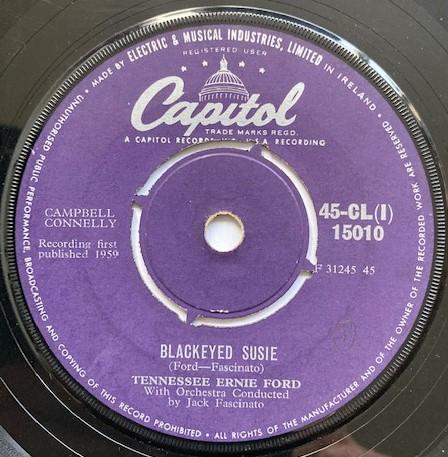 MADE BY ELECTRIC & MUSICAL INDUSTRIES, LIMITED IN IRELAND •
REGISTERED USER
Capitol
TRADE MARKS REGD.
A CAPITOL RECORDS U.S.A RECORDING
CAMPBELL
CONNELLY
Recording first
published 1959
45-CL(I)
15010
F 31245 45
BLACKEYED SUSIE
(Ford—Fascinato)
TENNESSEE ERNIE FORD
With Orchestra Conducted
by Jack Fascinato
UNAUTHORISED PUBLIC PERFORMANCE, BROADCASTING AND COPYING OF THIS RECORD PROHIBITED • ALL RIGHTS OF THE MANUFACTURER AND OF THE OWNER OF THE RECORDED WORK ARE RESERVED •